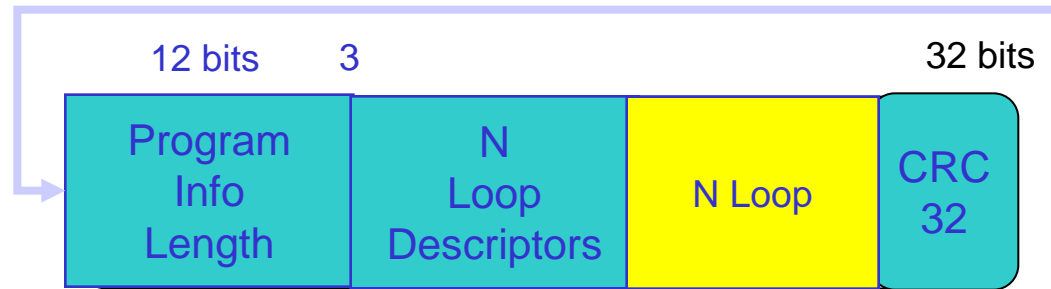 12 bits 3 32 bits
Program
Info
Length
N
Loop
Descriptors
N Loop
CRC
32